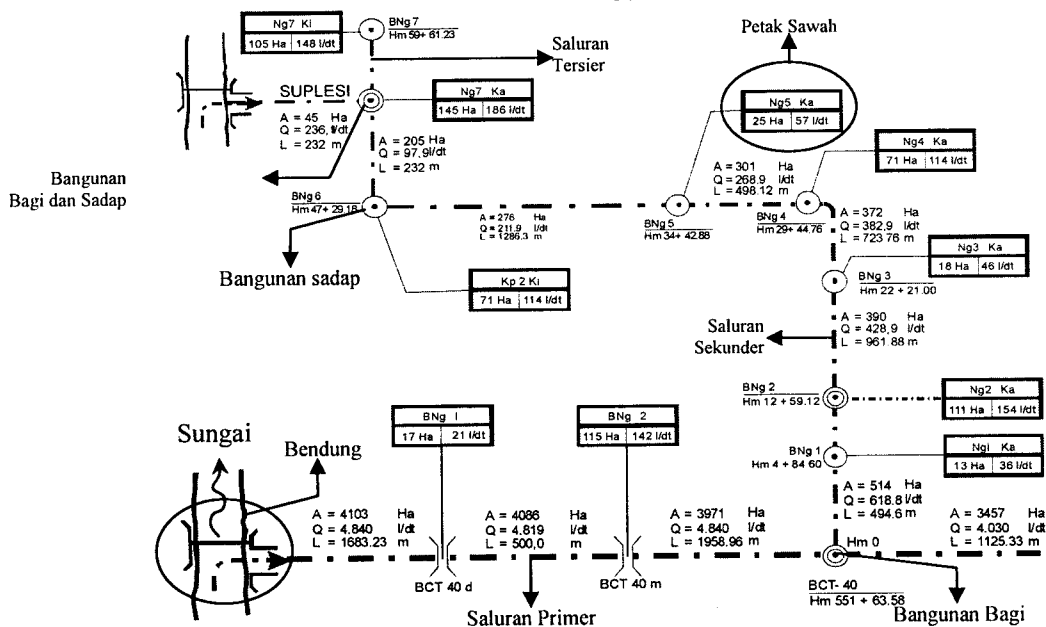 Ng7 Ki
105 Ha 148 l/dt
BNg 7
Hm 59+ 61.23
Saluran
Tersier
Petak Sawah
SUPLESI
A = 45 Ha
Q = 236, l/dt
L = 232 m
Ng7 Ka
145 Ha 186 l/dt
A = 205 Ha
Q = 97,9 l/dt
L = 232 m
Ng5 Ka
25 Ha 57 l/dt
Ng4 Ka
71 Ha 114 l/dt
Bangunan
Bagi dan Sadap
BNg 6
Hm 47+ 29.18
A = 276 Ha
Q = 211,9 l/dt
L = 1286.3 m
A = 301 Ha
Q = 268.9 l/dt
L = 498.12 m
BNg 5
Hm 34+ 42.88
BNg 4
Hm 29+ 44.76
A = 372 Ha
Q = 382,9 l/dt
L = 723.76 m
Bangunan sadap
Kp 2 Ki
71 Ha 114 l/dt
Ng3 Ka
18 Ha 46 l/dt
BNg 3
Hm 22 + 21.00
Saluran
Sekunder
A = 390 Ha
Q = 428,9 l/dt
L = 961.88 m
BNg 2
Hm 12 + 59.12
Ng2 Ka
111 Ha 154 l/dt
BNg 1
17 Ha 21 l/dt
BNg 2
115 Ha 142 l/dt
BNg 1
Hm 4 + 84 60
Ng1 Ka
13 Ha 36 l/dt
Sungai
Bendung
A = 4103 Ha
Q = 4.840 l/dt
L = 1683.23 m
A = 4086 Ha
Q = 4.819 l/dt
L = 500,0 m
A = 3971 Ha
Q = 4.840 l/dt
L = 1958.96 m
A = 514 Ha
Q = 618.8 l/dt
L = 494.6 m
A = 3457 Ha
Q = 4.030 l/dt
L = 1125.33 m
Hm 0
BCT 40 d
BCT 40 m
BCT- 40
Hm 551 + 63.58
Saluran Primer
Bangunan Bagi